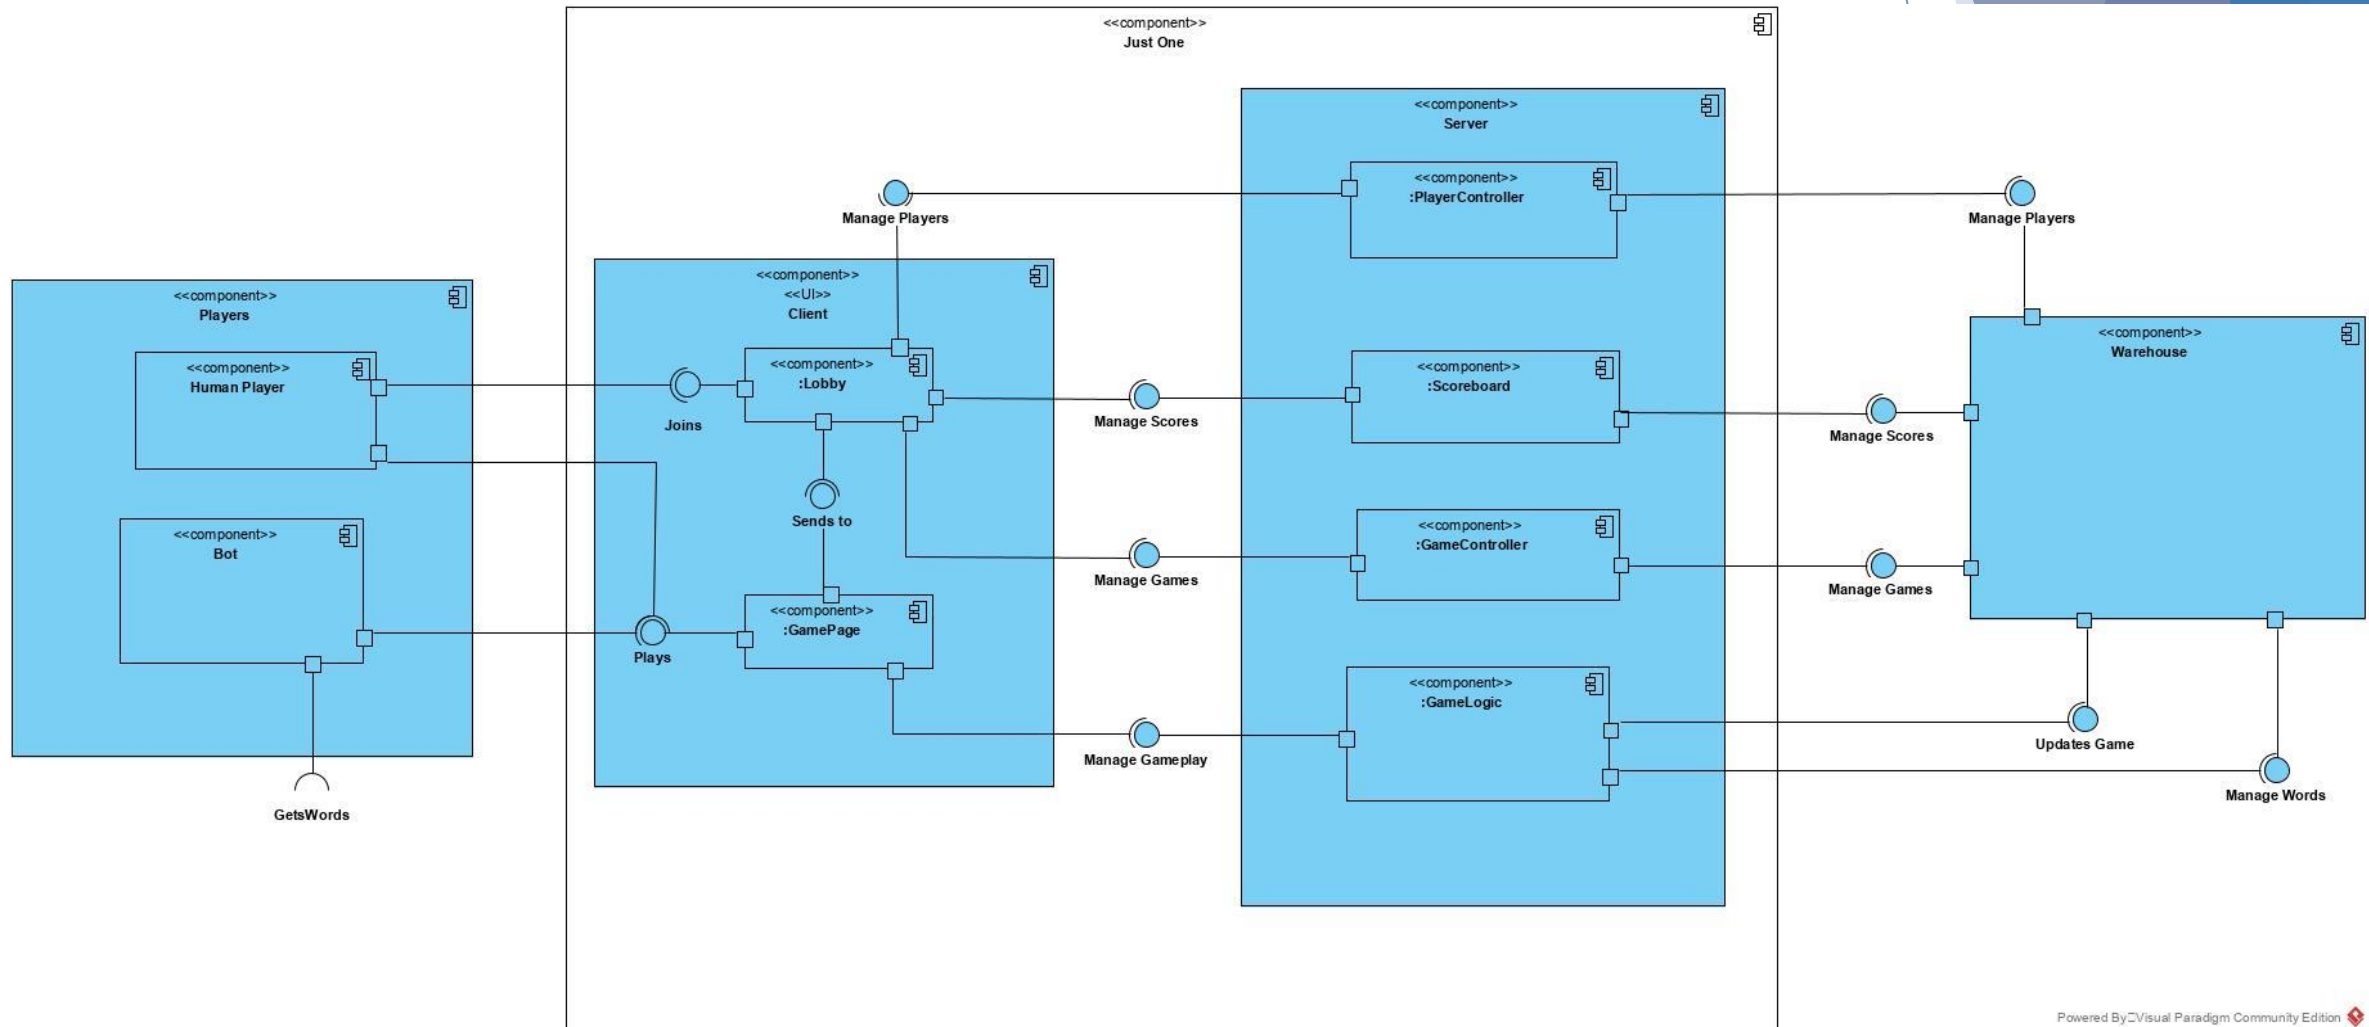 <<component>>
Just One
<<component>>
Players
<<component>>
Human Player
<<component>>
Bot
GetsWords
Joins
Plays
<<component>>
<<UI>>
Client
<<component>>
:Lobby
Sends to
<<component>>
:GamePage
Manage Players
Manage Scores
Manage Games
Manage Gameplay
<<component>>
Server
<<component>>
:PlayerController
<<component>>
:Scoreboard
<<component>>
:GameController
<<component>>
:GameLogic
Manage Players
Manage Scores
Manage Games
<<component>>
Warehouse
Updates Game
Manage Words
Powered By Visual Paradigm Community Edition